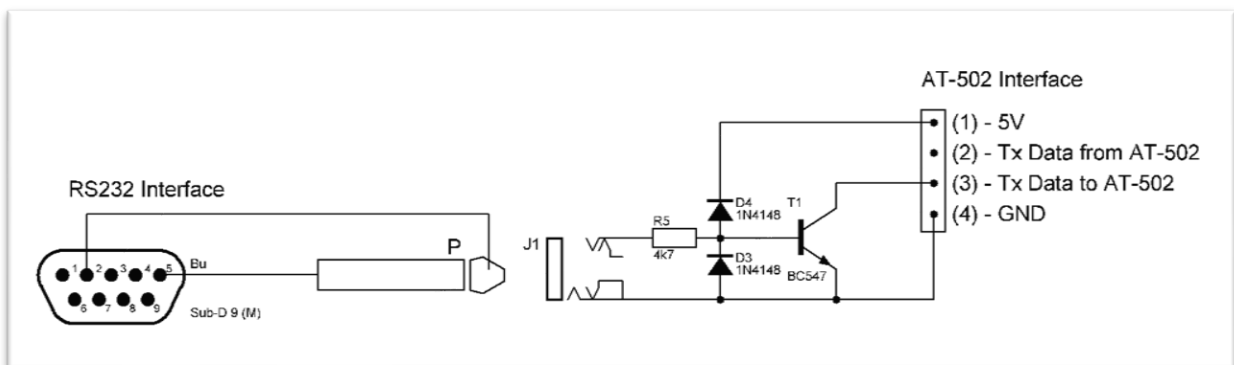 AT-502 Interface
(1) - 5V
(2) - Tx Data from AT-502
(3) - Tx Data to AT-502
(4) - GND
RS232 Interface
P
J1
R5
4k7
D4
1N4148
T1
D3
1N4148
BC547
Bu
1 2 3 4 5
6 7 8 9
Sub-D 9 (M)